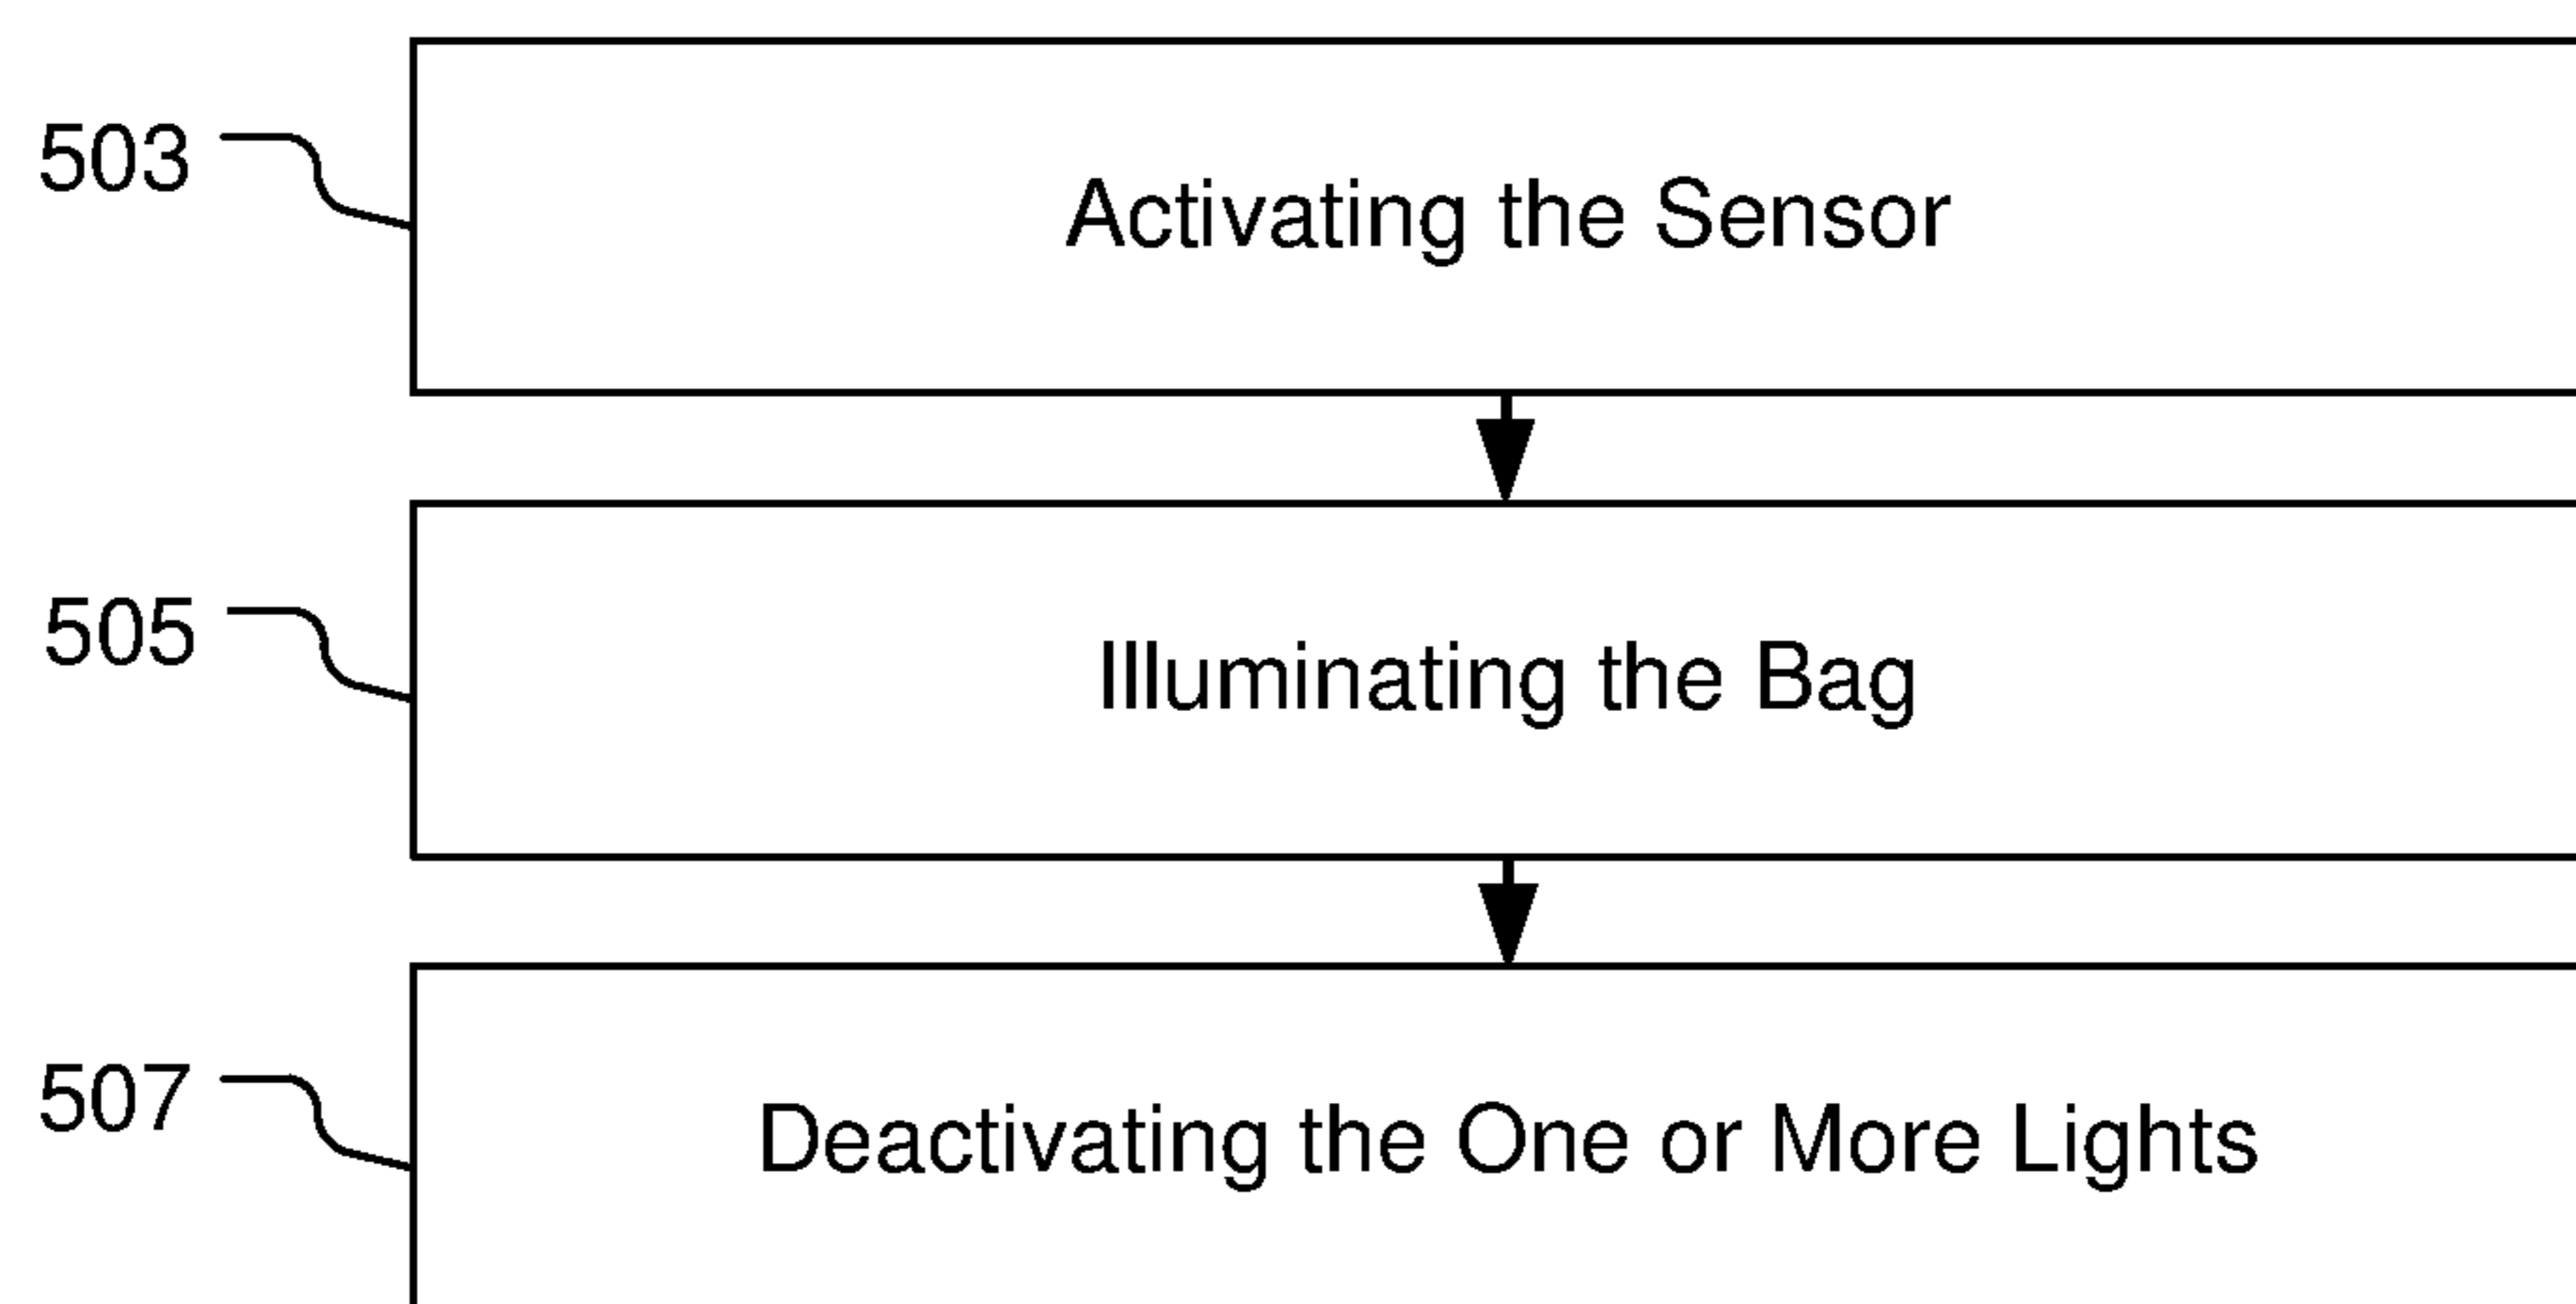 503
Activating the Sensor
505
Illuminating the Bag
507
Deactivating the One or More Lights